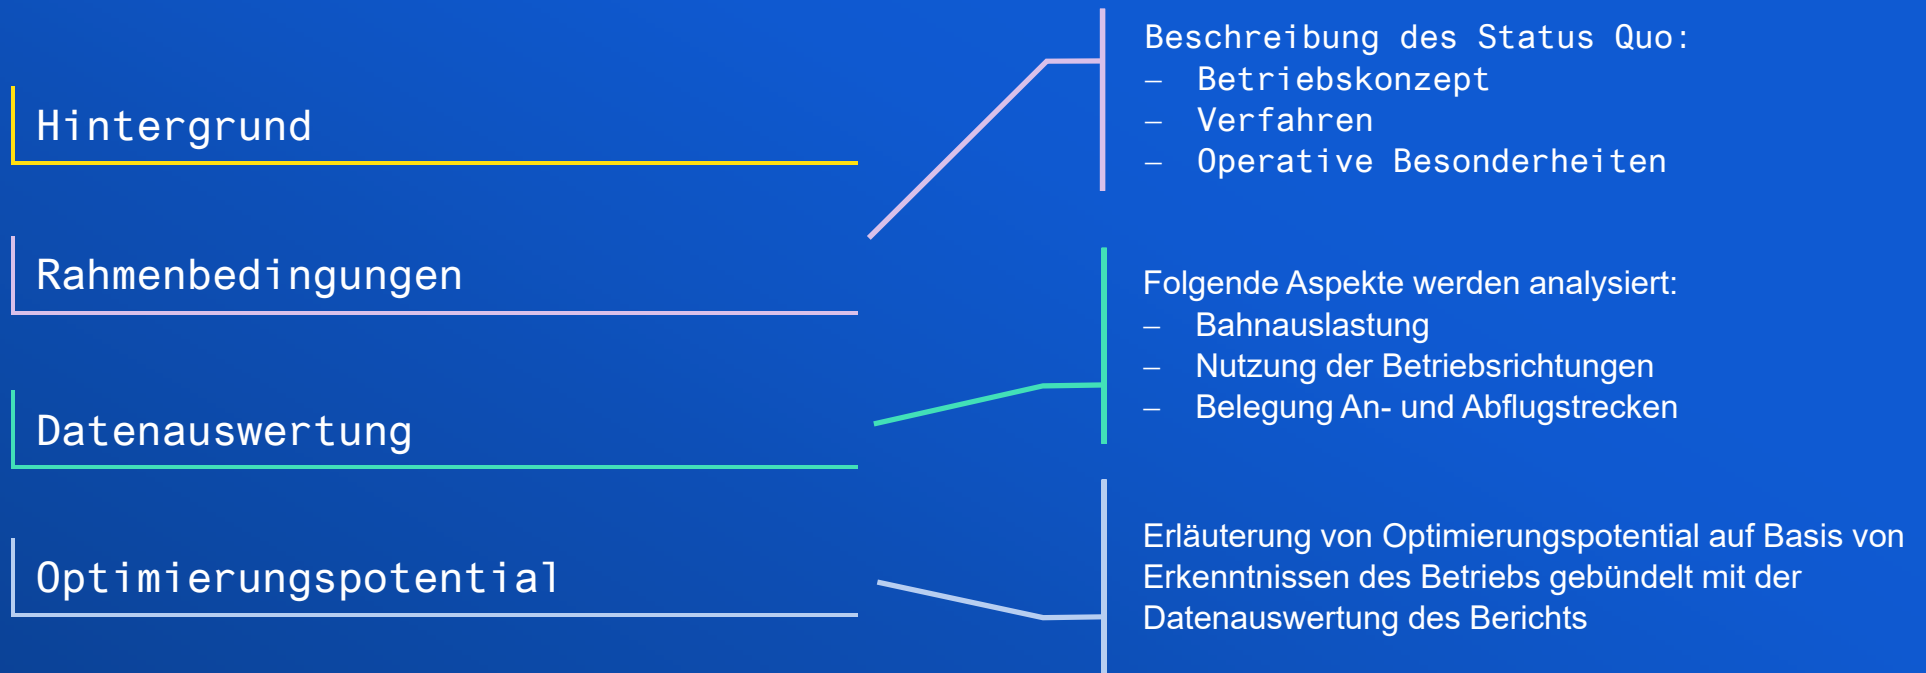 Hintergrund
Rahmenbedingungen
Datenauswertung
Optimierungspotential
Beschreibung des Status Quo:
– Betriebskonzept
– Verfahren
– Operative Besonderheiten
Folgende Aspekte werden analysiert:
– Bahnauslastung
– Nutzung der Betriebsrichtungen
– Belegung An- und Abflugstrecken
Erläuterung von Optimierungspotential auf Basis von
Erkenntnissen des Betriebs gebündelt mit der
Datenauswertung des Berichts